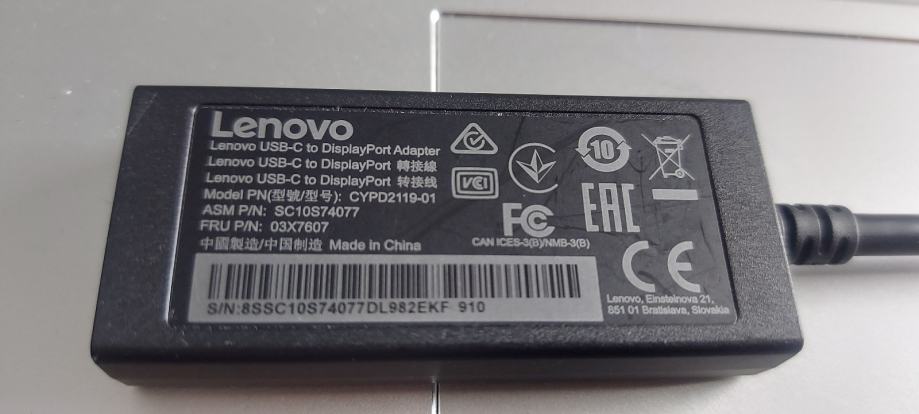 Lenovo
Lenovo USB-C to DisplayPort Adapter
Lenovo USB-C to DisplayPort 轉接線
Lenovo USB-C to DisplayPort 转接线
Model PN(型號/型号): CYPD2119-01
ASM P/N: SC10S74077
FRU P/N: 03X7607
中國製造/中国制造 Made in China
VCI
10
FC
CAN ICES-3(B)/NMB-3(B)
EAC
CE
Lenovo, Einsteinova 21,
851 01 Bratislava, Slovakia
S/N:8SSC10S74077DL982EKF 910